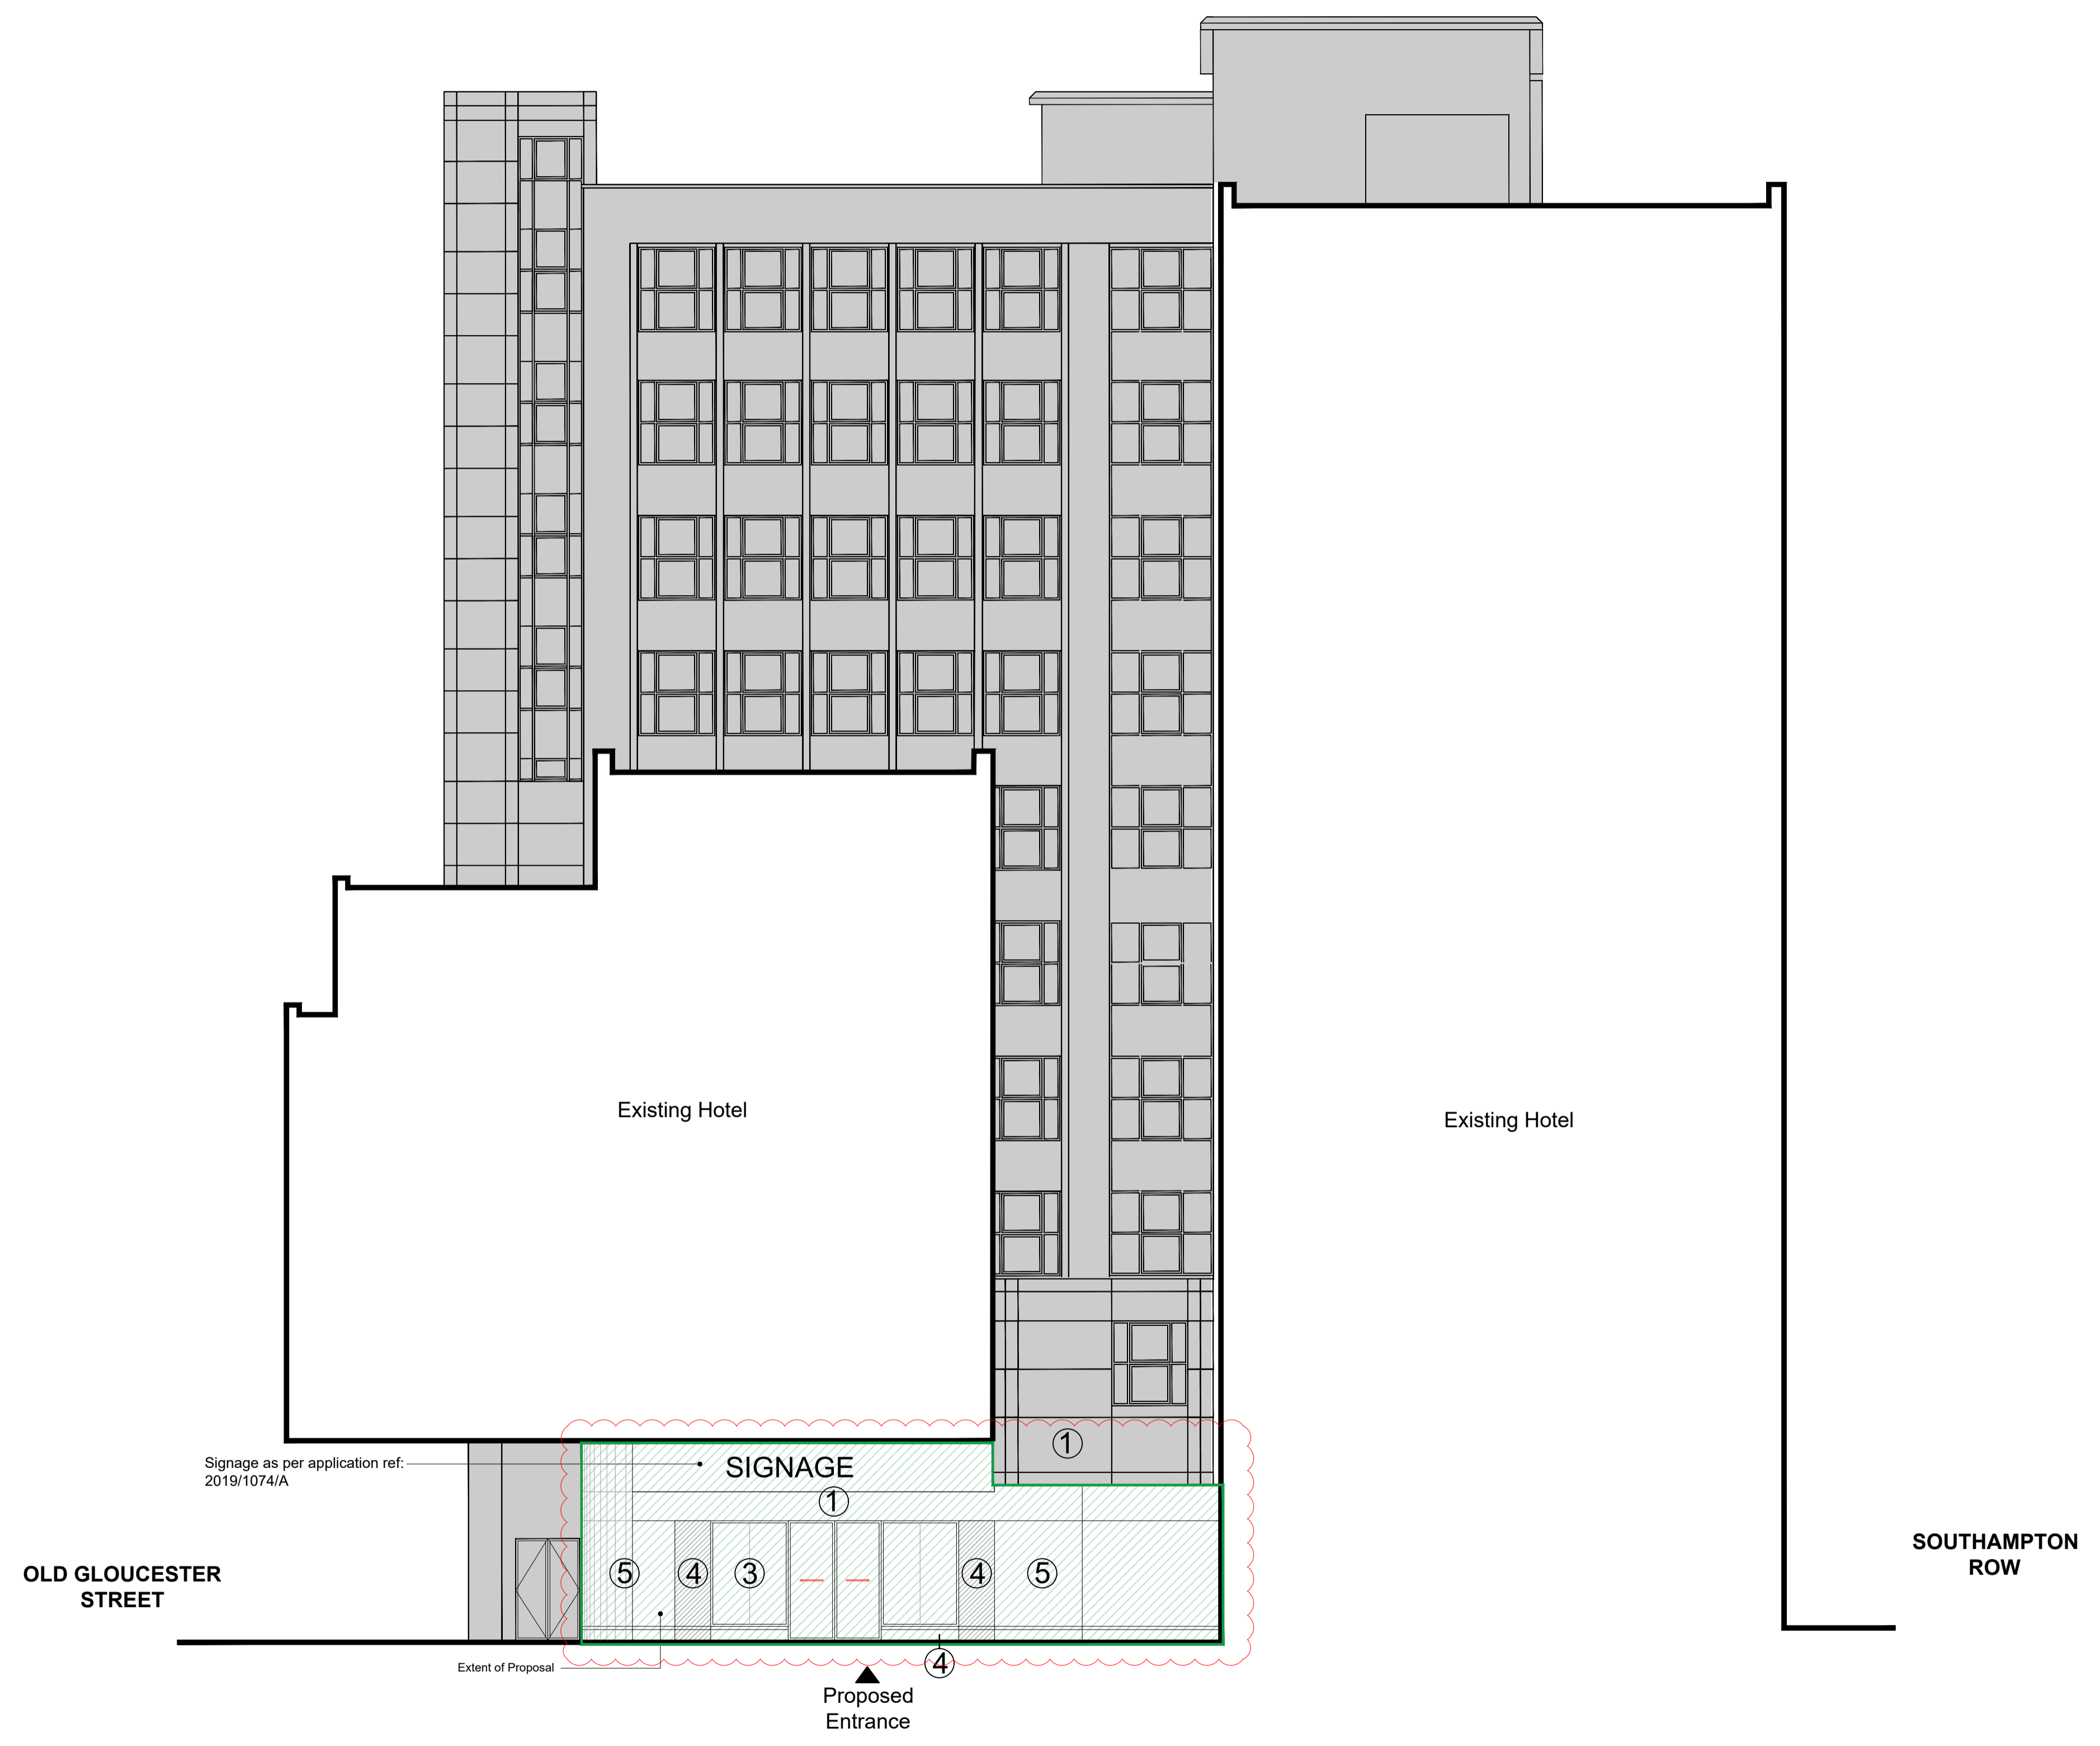 Existing Hotel
Existing Hotel
1
Signage as per application ref:
2019/1074/A
SIGNAGE
1
OLD GLOUCESTER
STREET
5
4
3
4
5
SOUTHAMPTON
ROW
Extent of Proposal
4
Proposed
Entrance